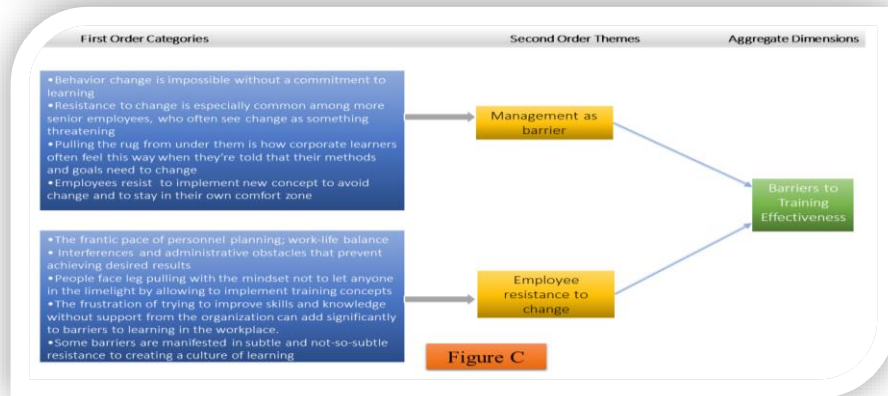 First Order Categories
Second Order Themes
Aggregate Dimensions
•Behavior change is impossible without a commitment to
learning
•Resistance to change is especially common among more
senior employees, who often see change as something
threatening
•Pulling the rug from under them is how corporate learners
often feel this way when they're told that their methods
and goals need to change
•Employees resist to implement new concept to avoid
change and to stay in their own comfort zone
Management as
barrier
Barriers to
Training
Effectiveness
•The frantic pace of personnel planning; work-life balance
• Interferences and administrative obstacles that prevent
achieving desired results
•People face leg pulling with the mindset not to let anyone
in the limelight by allowing to implement training concepts
•The frustration of trying to improve skills and knowledge
without support from the organization can add significantly
to barriers to learning in the workplace.
•Some barriers are manifested in subtle and not-so-subtle
resistance to creating a culture of learning
Employee
resistance to
change
Figure C